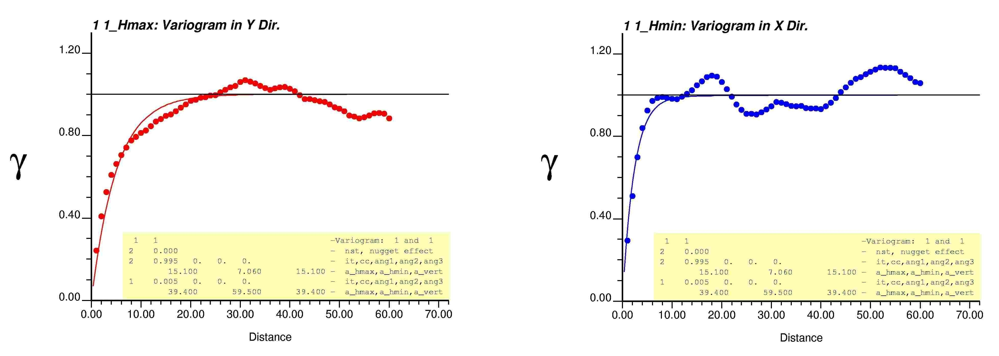 1 1_Hmax: Variogram in Y Dir.
1.20
0.80
0.40
0.00
γ
1 1 -Variogram: 1 and 1
2 0.000 - nst, nugget effect
2 0.995 0. 0. 0. - it,cc,ang1,ang2,ang3
15.100 7.060 15.100 - a_hmax,a_hmin,a_vert
1 0.005 0. 0. 0. - it,cc,ang1,ang2,ang3
39.400 59.500 39.400 - a_hmax,a_hmin,a_vert
0.00 10.00 20.00 30.00 40.00 50.00 60.00 70.00
Distance
1 1_Hmin: Variogram in X Dir.
1.20
0.80
0.40
0.00
γ
1 1 -Variogram: 1 and 1
2 0.000 - nst, nugget effect
2 0.995 0. 0. 0. - it,cc,ang1,ang2,ang3
15.100 7.060 15.100 - a_hmax,a_hmin,a_vert
1 0.005 0. 0. 0. - it,cc,ang1,ang2,ang3
39.400 59.500 39.400 - a_hmax,a_hmin,a_vert
0.00 10.00 20.00 30.00 40.00 50.00 60.00 70.00
Distance